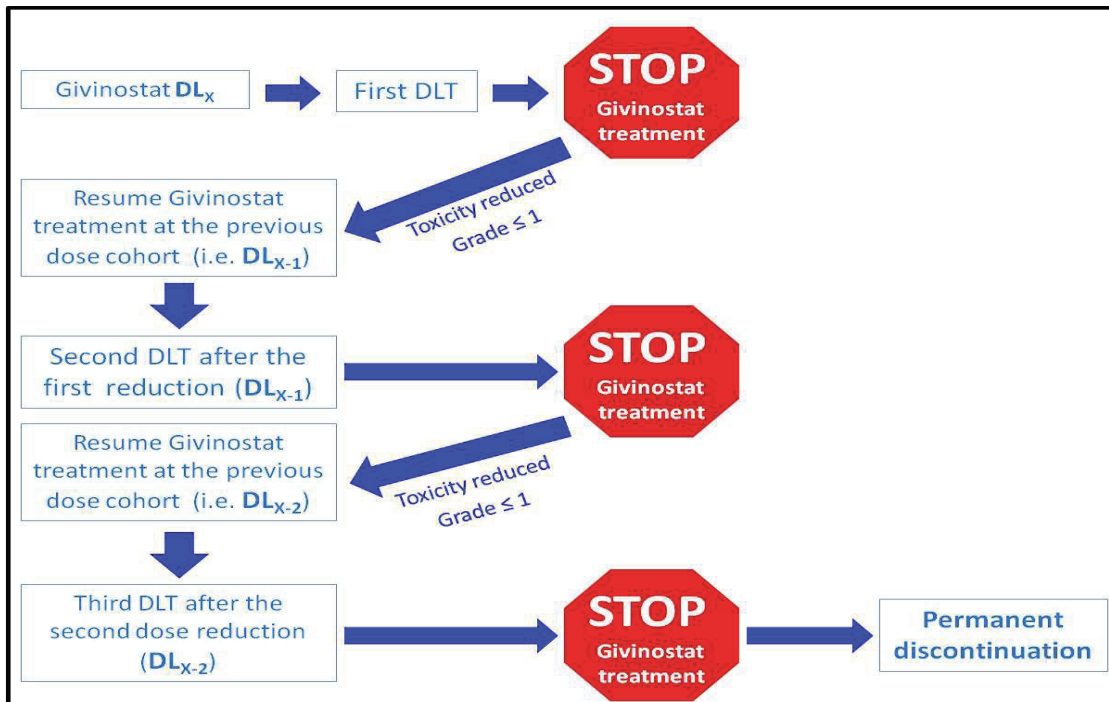 Givinostat DLX
First DLT
STOP
Givinostat
treatment
Toxicity reduced
Grade ≤ 1
Resume Givinostat
treatment at the previous
dose cohort (i.e. DLX-1)
Second DLT after the
first reduction (DLX-1)
STOP
Givinostat
treatment
Toxicity reduced
Grade ≤ 1
Resume Givinostat
treatment at the previous
dose cohort (i.e. DLX-2)
Third DLT after the
second dose reduction
(DLX-2)
STOP
Givinostat
treatment
Permanent
discontinuation